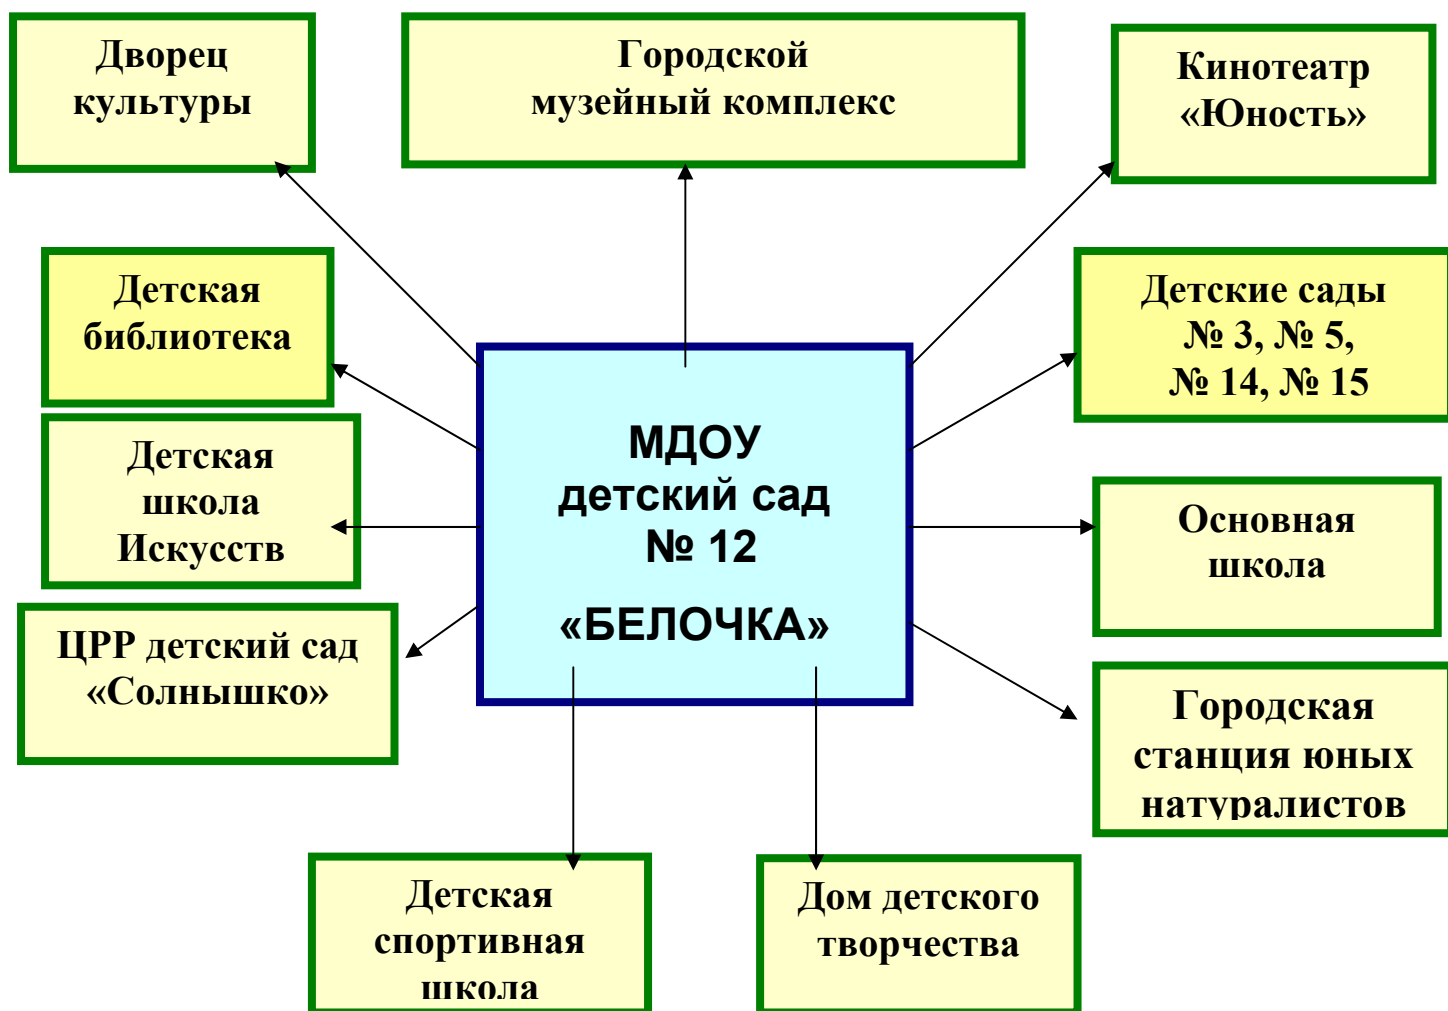 Дворец
культуры
Городской
музейный комплекс
Кинотеатр
«Юность»
Детская
библиотека
Детские сады
№ 3, № 5,
№ 14, № 15
МДОУ
детский сад
№ 12
«БЕЛОЧКА»
Детская
школа
Искусств
Основная
школа
ЦРР детский сад
«Солнышко»
Городская
станция юных
натуралистов
Детская
спортивная
школа
Дом детского
творчества